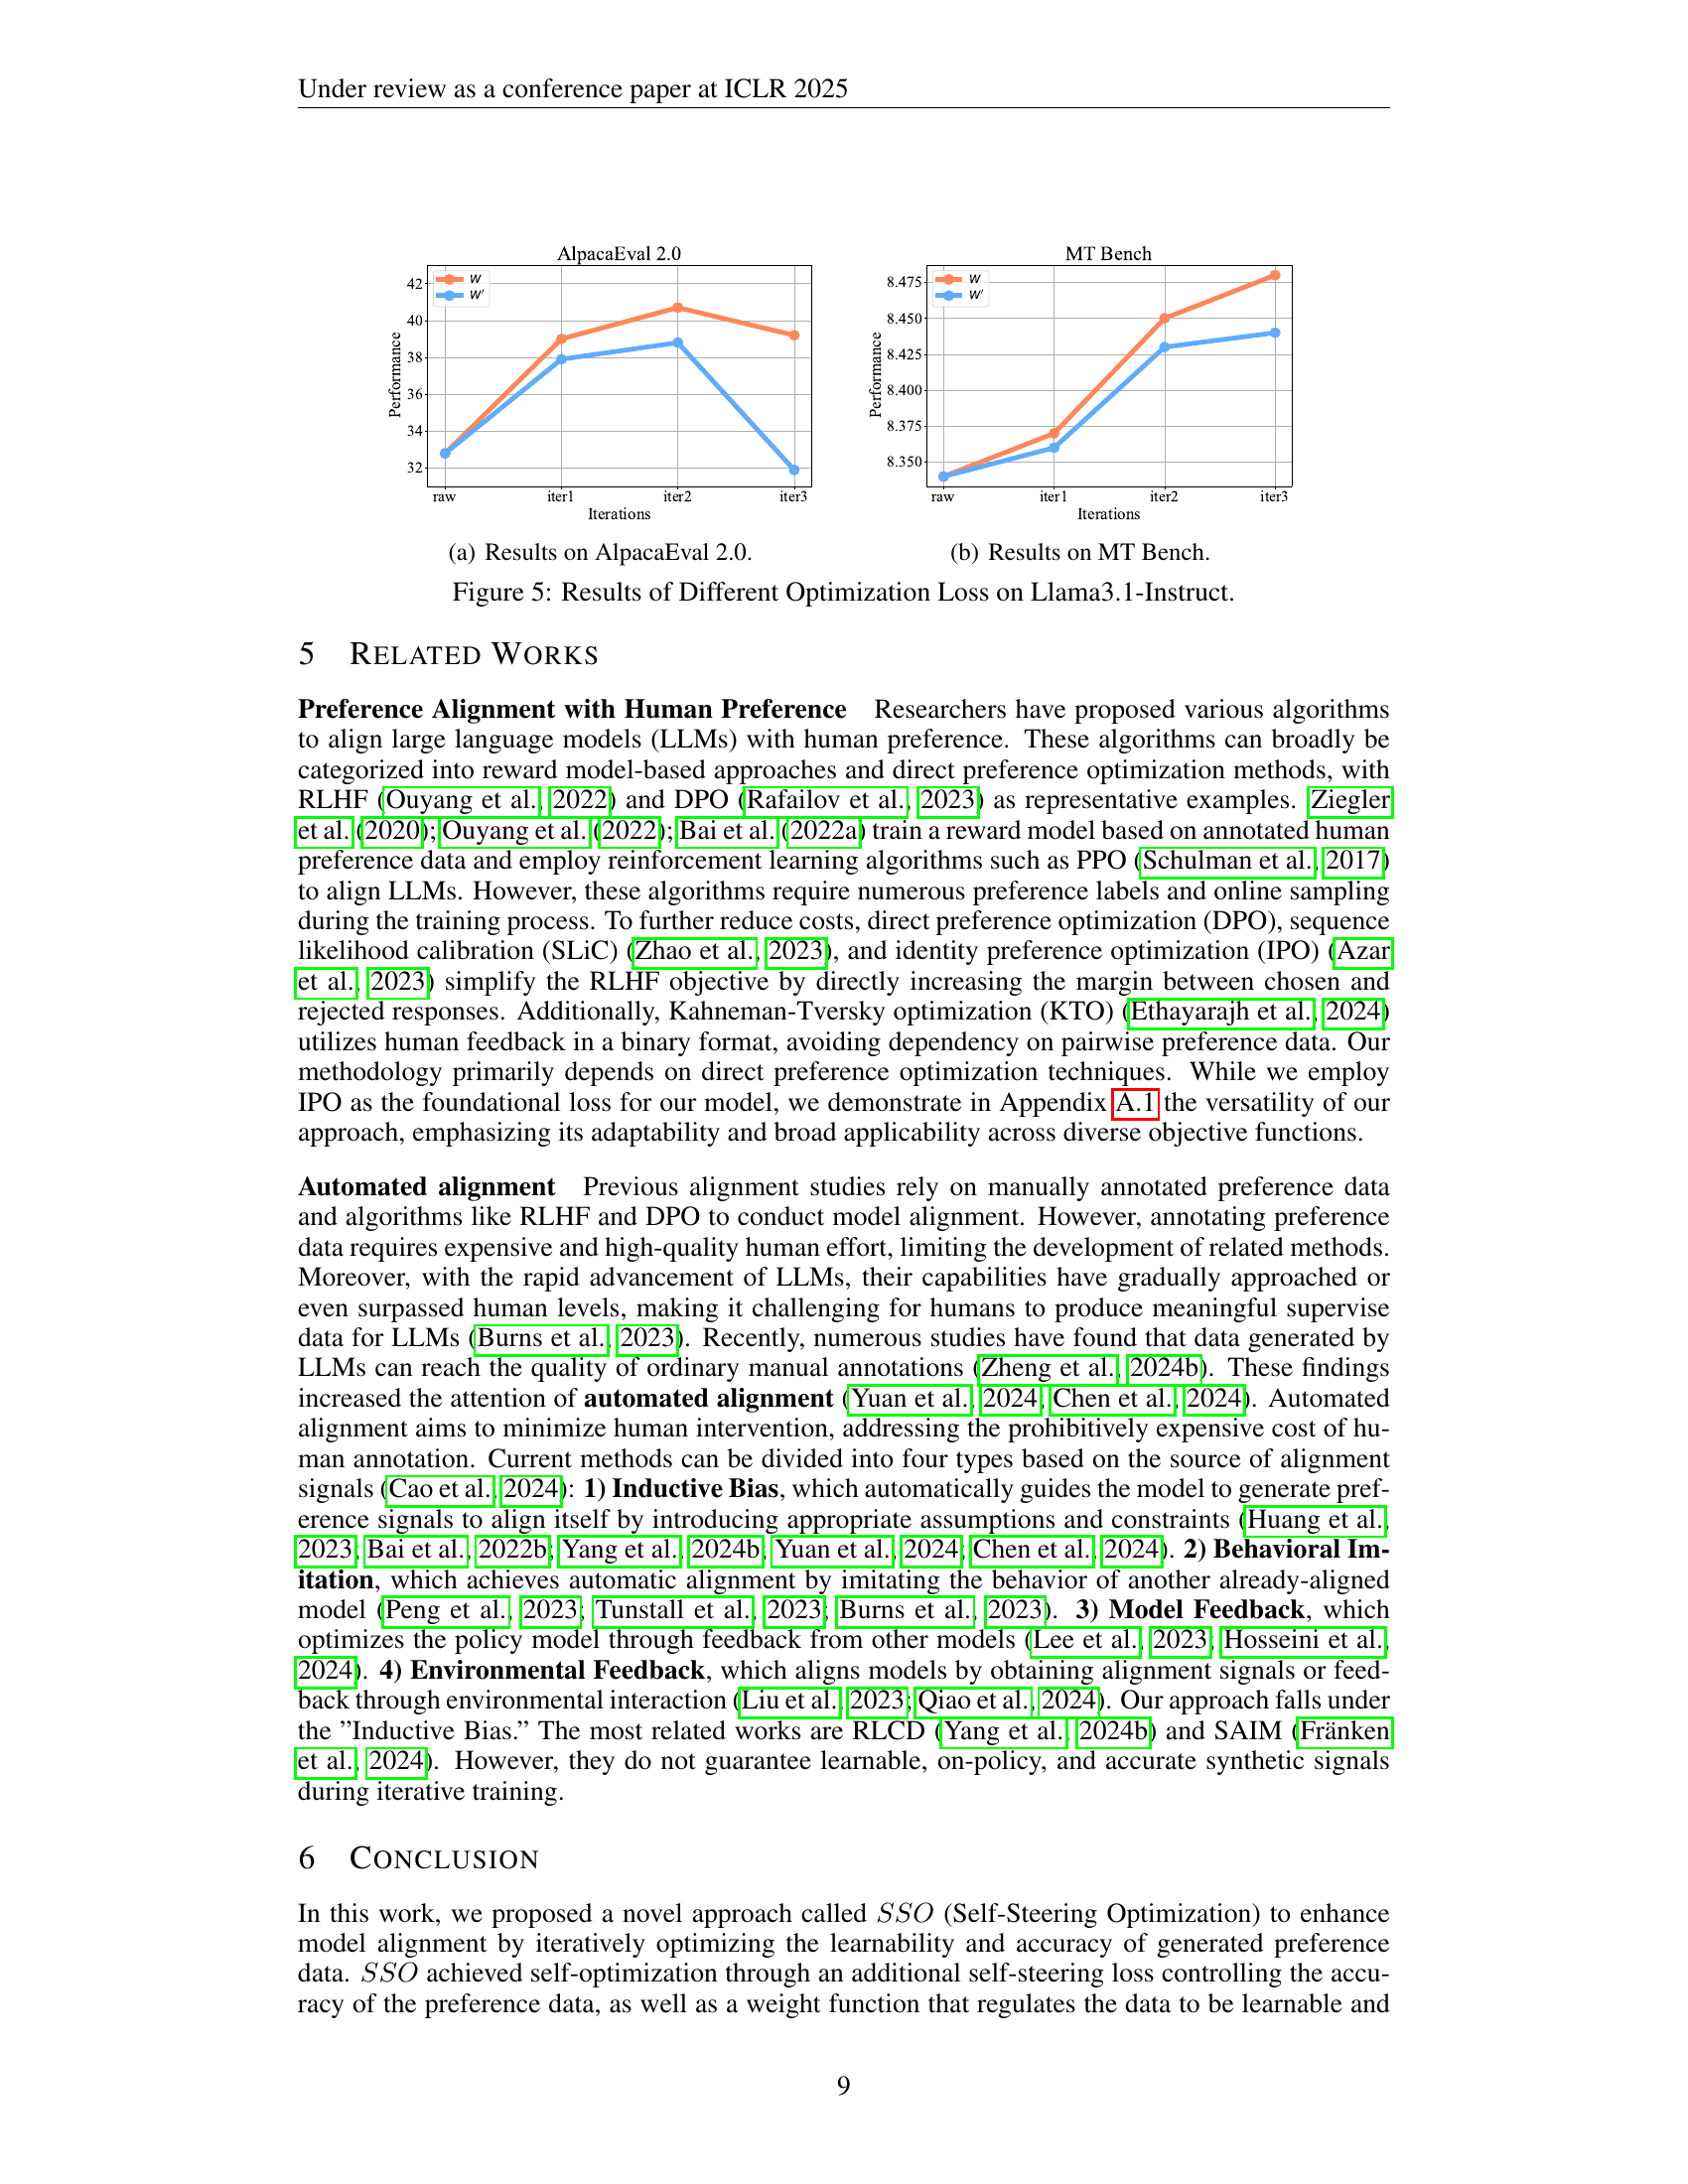 Under review as a conference paper at ICLR 2025
AlpacaEval 2.0
W
W'
42
40
38
36
34
32
Performance
raw iter1 iter2 iter3
Iterations
(a) Results on AlpacaEval 2.0.
MT Bench
W
W'
8.475
8.450
8.425
8.400
8.375
8.350
Performance
raw iter1 iter2 iter3
Iterations
(b) Results on MT Bench.
Figure 5: Results of Different Optimization Loss on Llama3.1-Instruct.
5 RELATED WORKS
Preference Alignment with Human Preference Researchers have proposed various algorithms
to align large language models (LLMs) with human preference. These algorithms can broadly be
categorized into reward model-based approaches and direct preference optimization methods, with
RLHF (Ouyang et al., 2022) and DPO (Rafailov et al., 2023) as representative examples. Ziegler
et al. (2020); Ouyang et al. (2022); Bai et al. (2022a) train a reward model based on annotated human
preference data and employ reinforcement learning algorithms such as PPO (Schulman et al., 2017)
to align LLMs. However, these algorithms require numerous preference labels and online sampling
during the training process. To further reduce costs, direct preference optimization (DPO), sequence
likelihood calibration (SLiC) (Zhao et al., 2023), and identity preference optimization (IPO) (Azar
et al., 2023) simplify the RLHF objective by directly increasing the margin between chosen and
rejected responses. Additionally, Kahneman-Tversky optimization (KTO) (Ethayarajh et al., 2024)
utilizes human feedback in a binary format, avoiding dependency on pairwise preference data. Our
methodology primarily depends on direct preference optimization techniques. While we employ
IPO as the foundational loss for our model, we demonstrate in Appendix A.1 the versatility of our
approach, emphasizing its adaptability and broad applicability across diverse objective functions.
Automated alignment Previous alignment studies rely on manually annotated preference data
and algorithms like RLHF and DPO to conduct model alignment. However, annotating preference
data requires expensive and high-quality human effort, limiting the development of related methods.
Moreover, with the rapid advancement of LLMs, their capabilities have gradually approached or
even surpassed human levels, making it challenging for humans to produce meaningful supervise
data for LLMs (Burns et al., 2023). Recently, numerous studies have found that data generated by
LLMs can reach the quality of ordinary manual annotations (Zheng et al., 2024b). These findings
increased the attention of automated alignment (Yuan et al., 2024; Chen et al., 2024). Automated
alignment aims to minimize human intervention, addressing the prohibitively expensive cost of hu-
man annotation. Current methods can be divided into four types based on the source of alignment
signals (Cao et al., 2024): 1) Inductive Bias, which automatically guides the model to generate pref-
erence signals to align itself by introducing appropriate assumptions and constraints (Huang et al.,
2023; Bai et al., 2022b; Yang et al., 2024b; Yuan et al., 2024; Chen et al., 2024). 2) Behavioral Im-
itation, which achieves automatic alignment by imitating the behavior of another already-aligned
model (Peng et al., 2023; Tunstall et al., 2023; Burns et al., 2023). 3) Model Feedback, which
optimizes the policy model through feedback from other models (Lee et al., 2023; Hosseini et al.,
2024). 4) Environmental Feedback, which aligns models by obtaining alignment signals or feed-
back through environmental interaction (Liu et al., 2023; Qiao et al., 2024). Our approach falls under
the ”Inductive Bias.” The most related works are RLCD (Yang et al., 2024b) and SAIM (Fränken
et al., 2024). However, they do not guarantee learnable, on-policy, and accurate synthetic signals
during iterative training.
6 CONCLUSION
In this work, we proposed a novel approach called SSO (Self-Steering Optimization) to enhance
model alignment by iteratively optimizing the learnability and accuracy of generated preference
data. SSO achieved self-optimization through an additional self-steering loss controlling the accu-
racy of the preference data, as well as a weight function that regulates the data to be learnable and
9